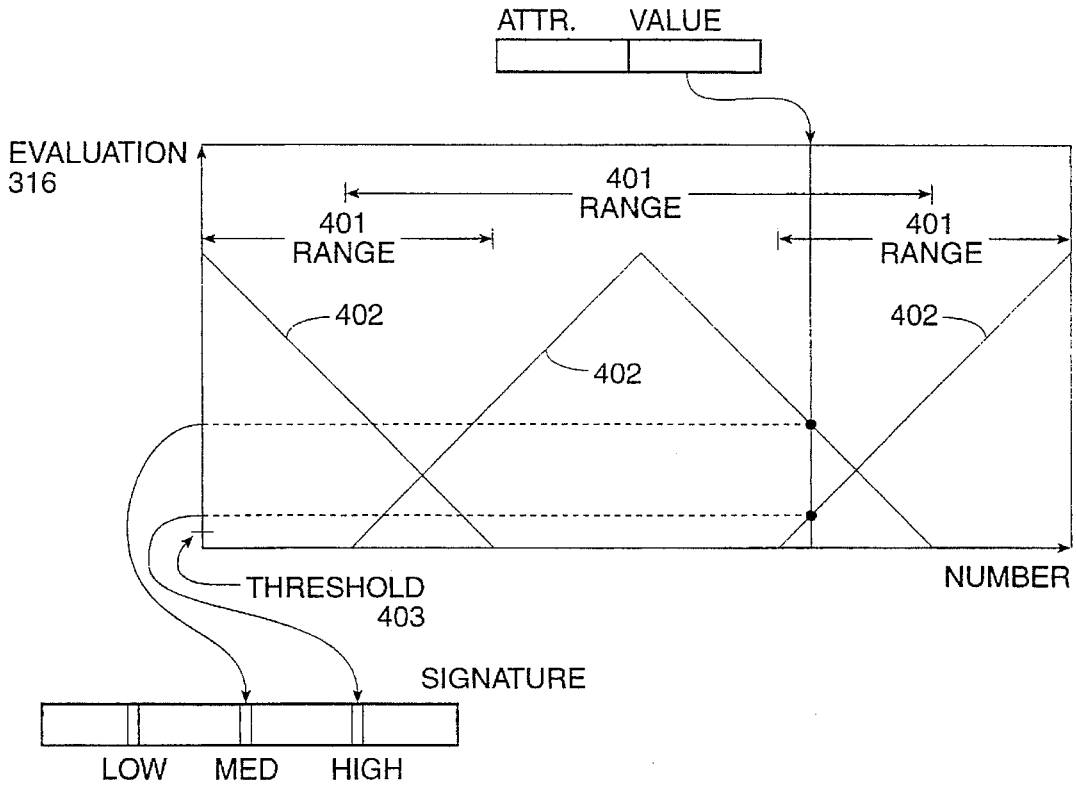 ATTR. VALUE
EVALUATION
316
401
RANGE
401
RANGE
401
RANGE
402
402
402
THRESHOLD
403
NUMBER
SIGNATURE
LOW MED HIGH